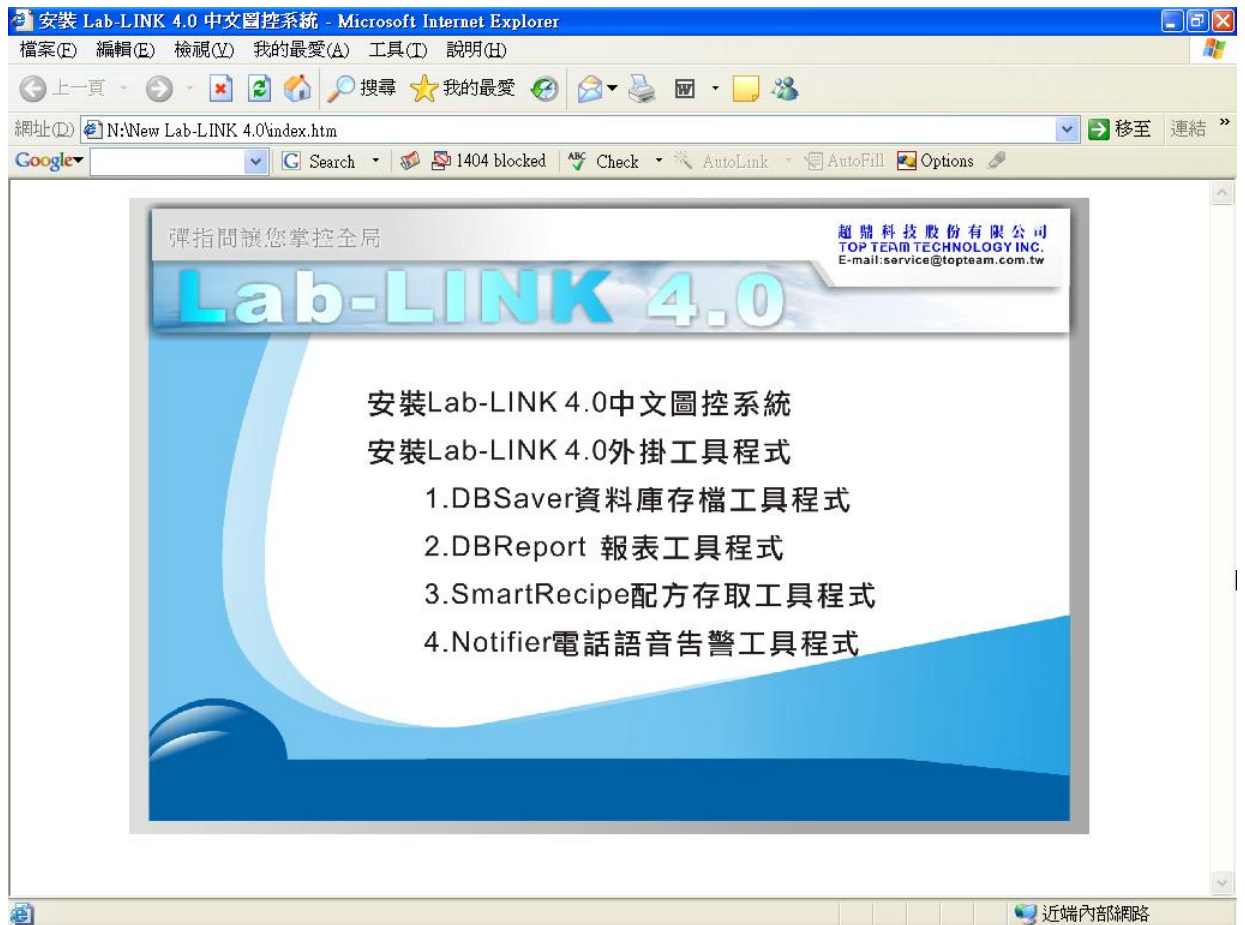 安裝 Lab-LINK 4.0 中文圖控系統 - Microsoft Internet Explorer
檔案(F) 編輯(E) 檢視(V) 我的最愛(A) 工具(T) 說明(H)
上一頁 搜尋 我的最愛
網址(D) N:\New Lab-LINK 4.0\index.htm 移至 連結 »
Google Search 1404 blocked Check AutoLink AutoFill Options
彈指間讓您掌控全局
超鼎科技股份有限公司
TOP TEAM TECHNOLOGY INC.
E-mail:service@topteam.com.tw
Lab-LINK 4.0
安裝Lab-LINK 4.0中文圖控系統
安裝Lab-LINK 4.0外掛工具程式
1.DBSaver資料庫存檔工具程式
2.DBReport 報表工具程式
3.SmartRecipe配方存取工具程式
4.Notifier電話語音告警工具程式
近端內部網路